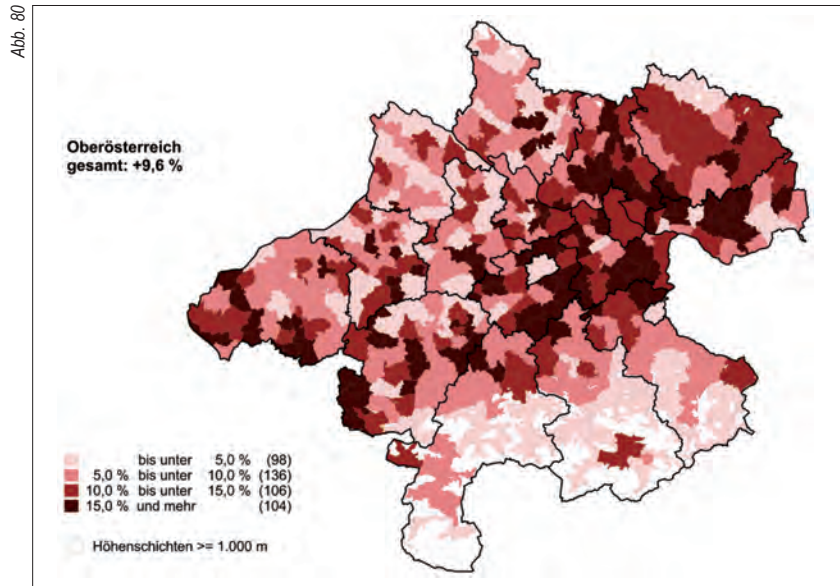 Abb. 80
Oberösterreich
gesamt: +9,6 %
bis unter 5,0 % (98)
5,0 % bis unter 10,0 % (136)
10,0 % bis unter 15,0 % (106)
15,0 % und mehr (104)
Höhenschichten >= 1.000 m